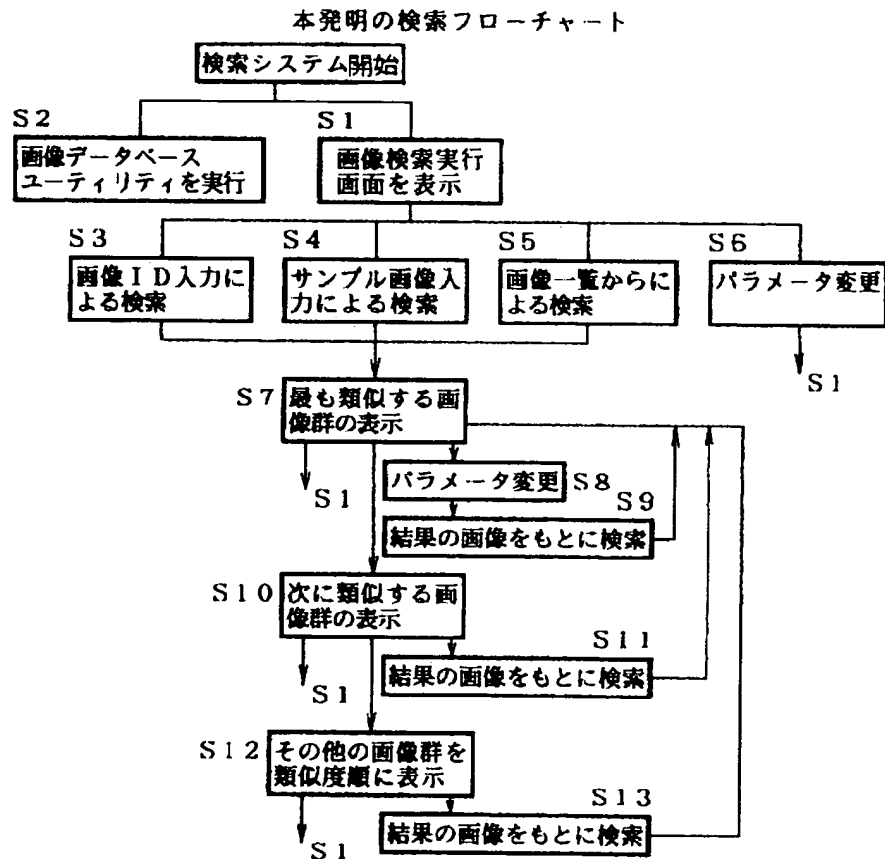 本発明の検索フローチャート
検索システム開始
S2
画像データベース
ユーティリティを実行
S1
画像検索実行
画面を表示
S3
画像ID入力に
よる検索
S4
サンプル画像入
力による検索
S5
画像一覧からに
よる検索
S6
パラメータ変更
S1
S7
最も類似する画
像群の表示
S1
パラメータ変更
S8
S9
結果の画像をもとに検索
S10
次に類似する画
像群の表示
S1
S11
結果の画像をもとに検索
S12
その他の画像群を
類似度順に表示
S1
S13
結果の画像をもとに検索